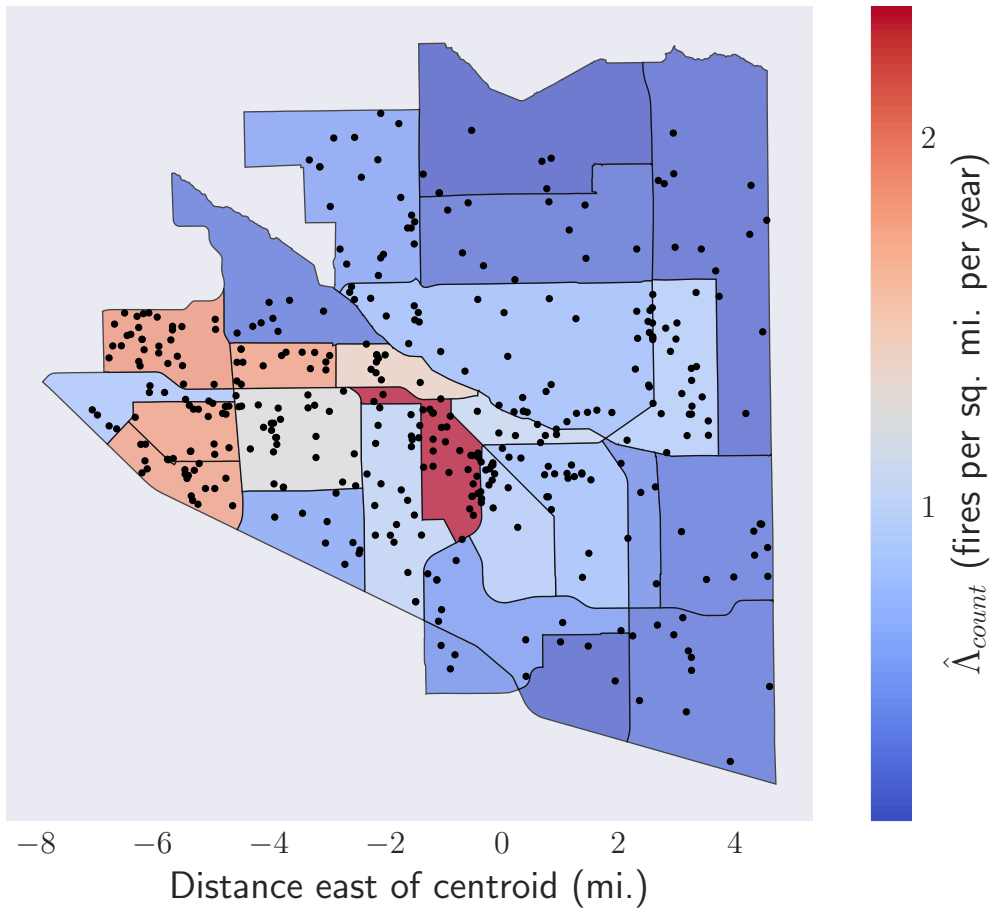 2
1
Λ̂count (fires per sq. mi. per year)
−8 −6 −4 −2 0 2 4
Distance east of centroid (mi.)